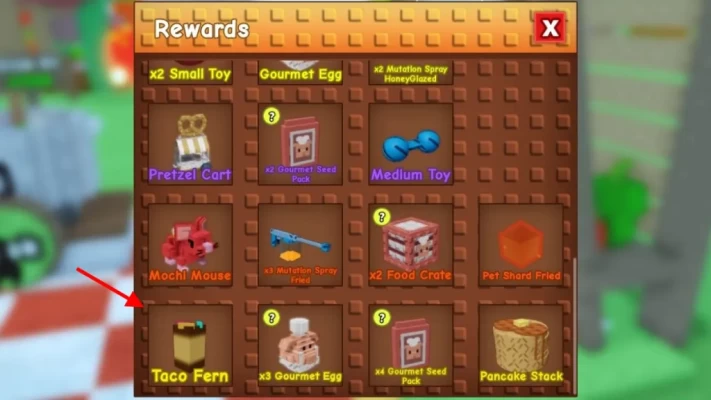 Rewards
X
x2 Small Toy
Gourmet Egg
x2 Mutation Spray
HoneyGlazed
Pretzel Cart
?
x2 Gourmet Seed
Pack
Medium Toy
Mochi Mouse
x3 Mutation Spray
Fried
?
x2 Food Crate
Pet Shard Fried
Taco Fern
?
x3 Gourmet Egg
?
x4 Gourmet Seed
Pack
Pancake Stack